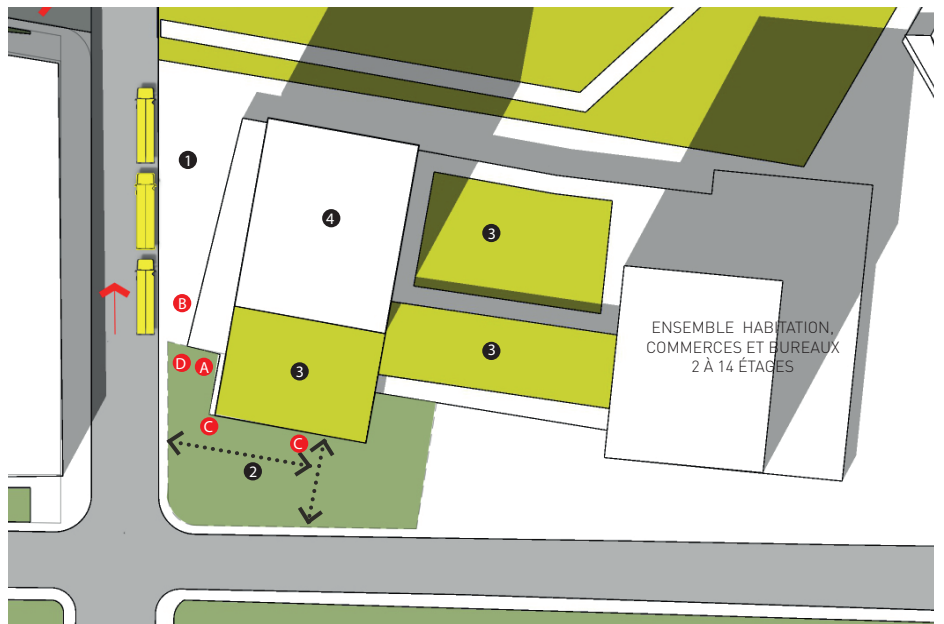 1
4
3
B
ENSEMBLE HABITATION,
COMMERCES ET BUREAUX
2 À 14 ÉTAGES
3
D
A
3
C
C
2